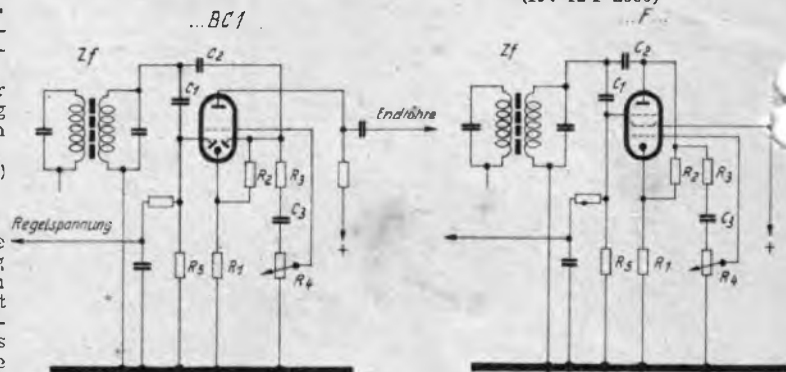 ...BC1
...F...
Zf
C2
C1
R2
R3
C3
Regelspannung
R5
R1
R4
+
Endröhre
Zf
C2
C1
R2
R3
C3
R5
R1
R4
+